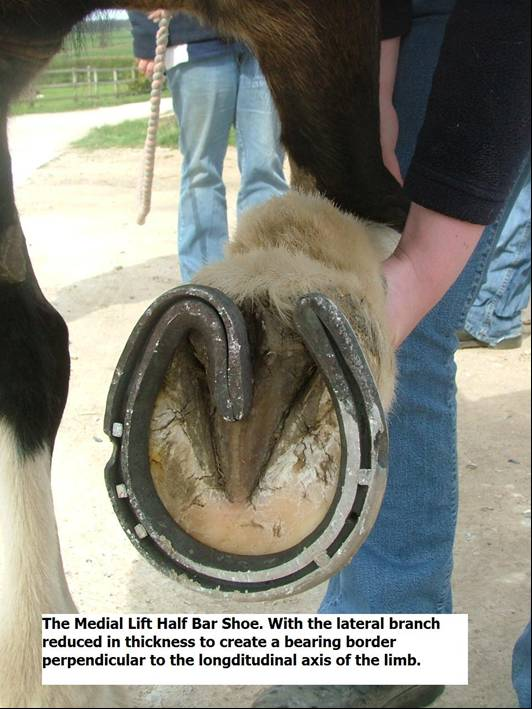 The Medial Lift Half Bar Shoe. With the lateral branch
reduced in thickness to create a bearing border
perpendicular to the longditudinal axis of the limb.